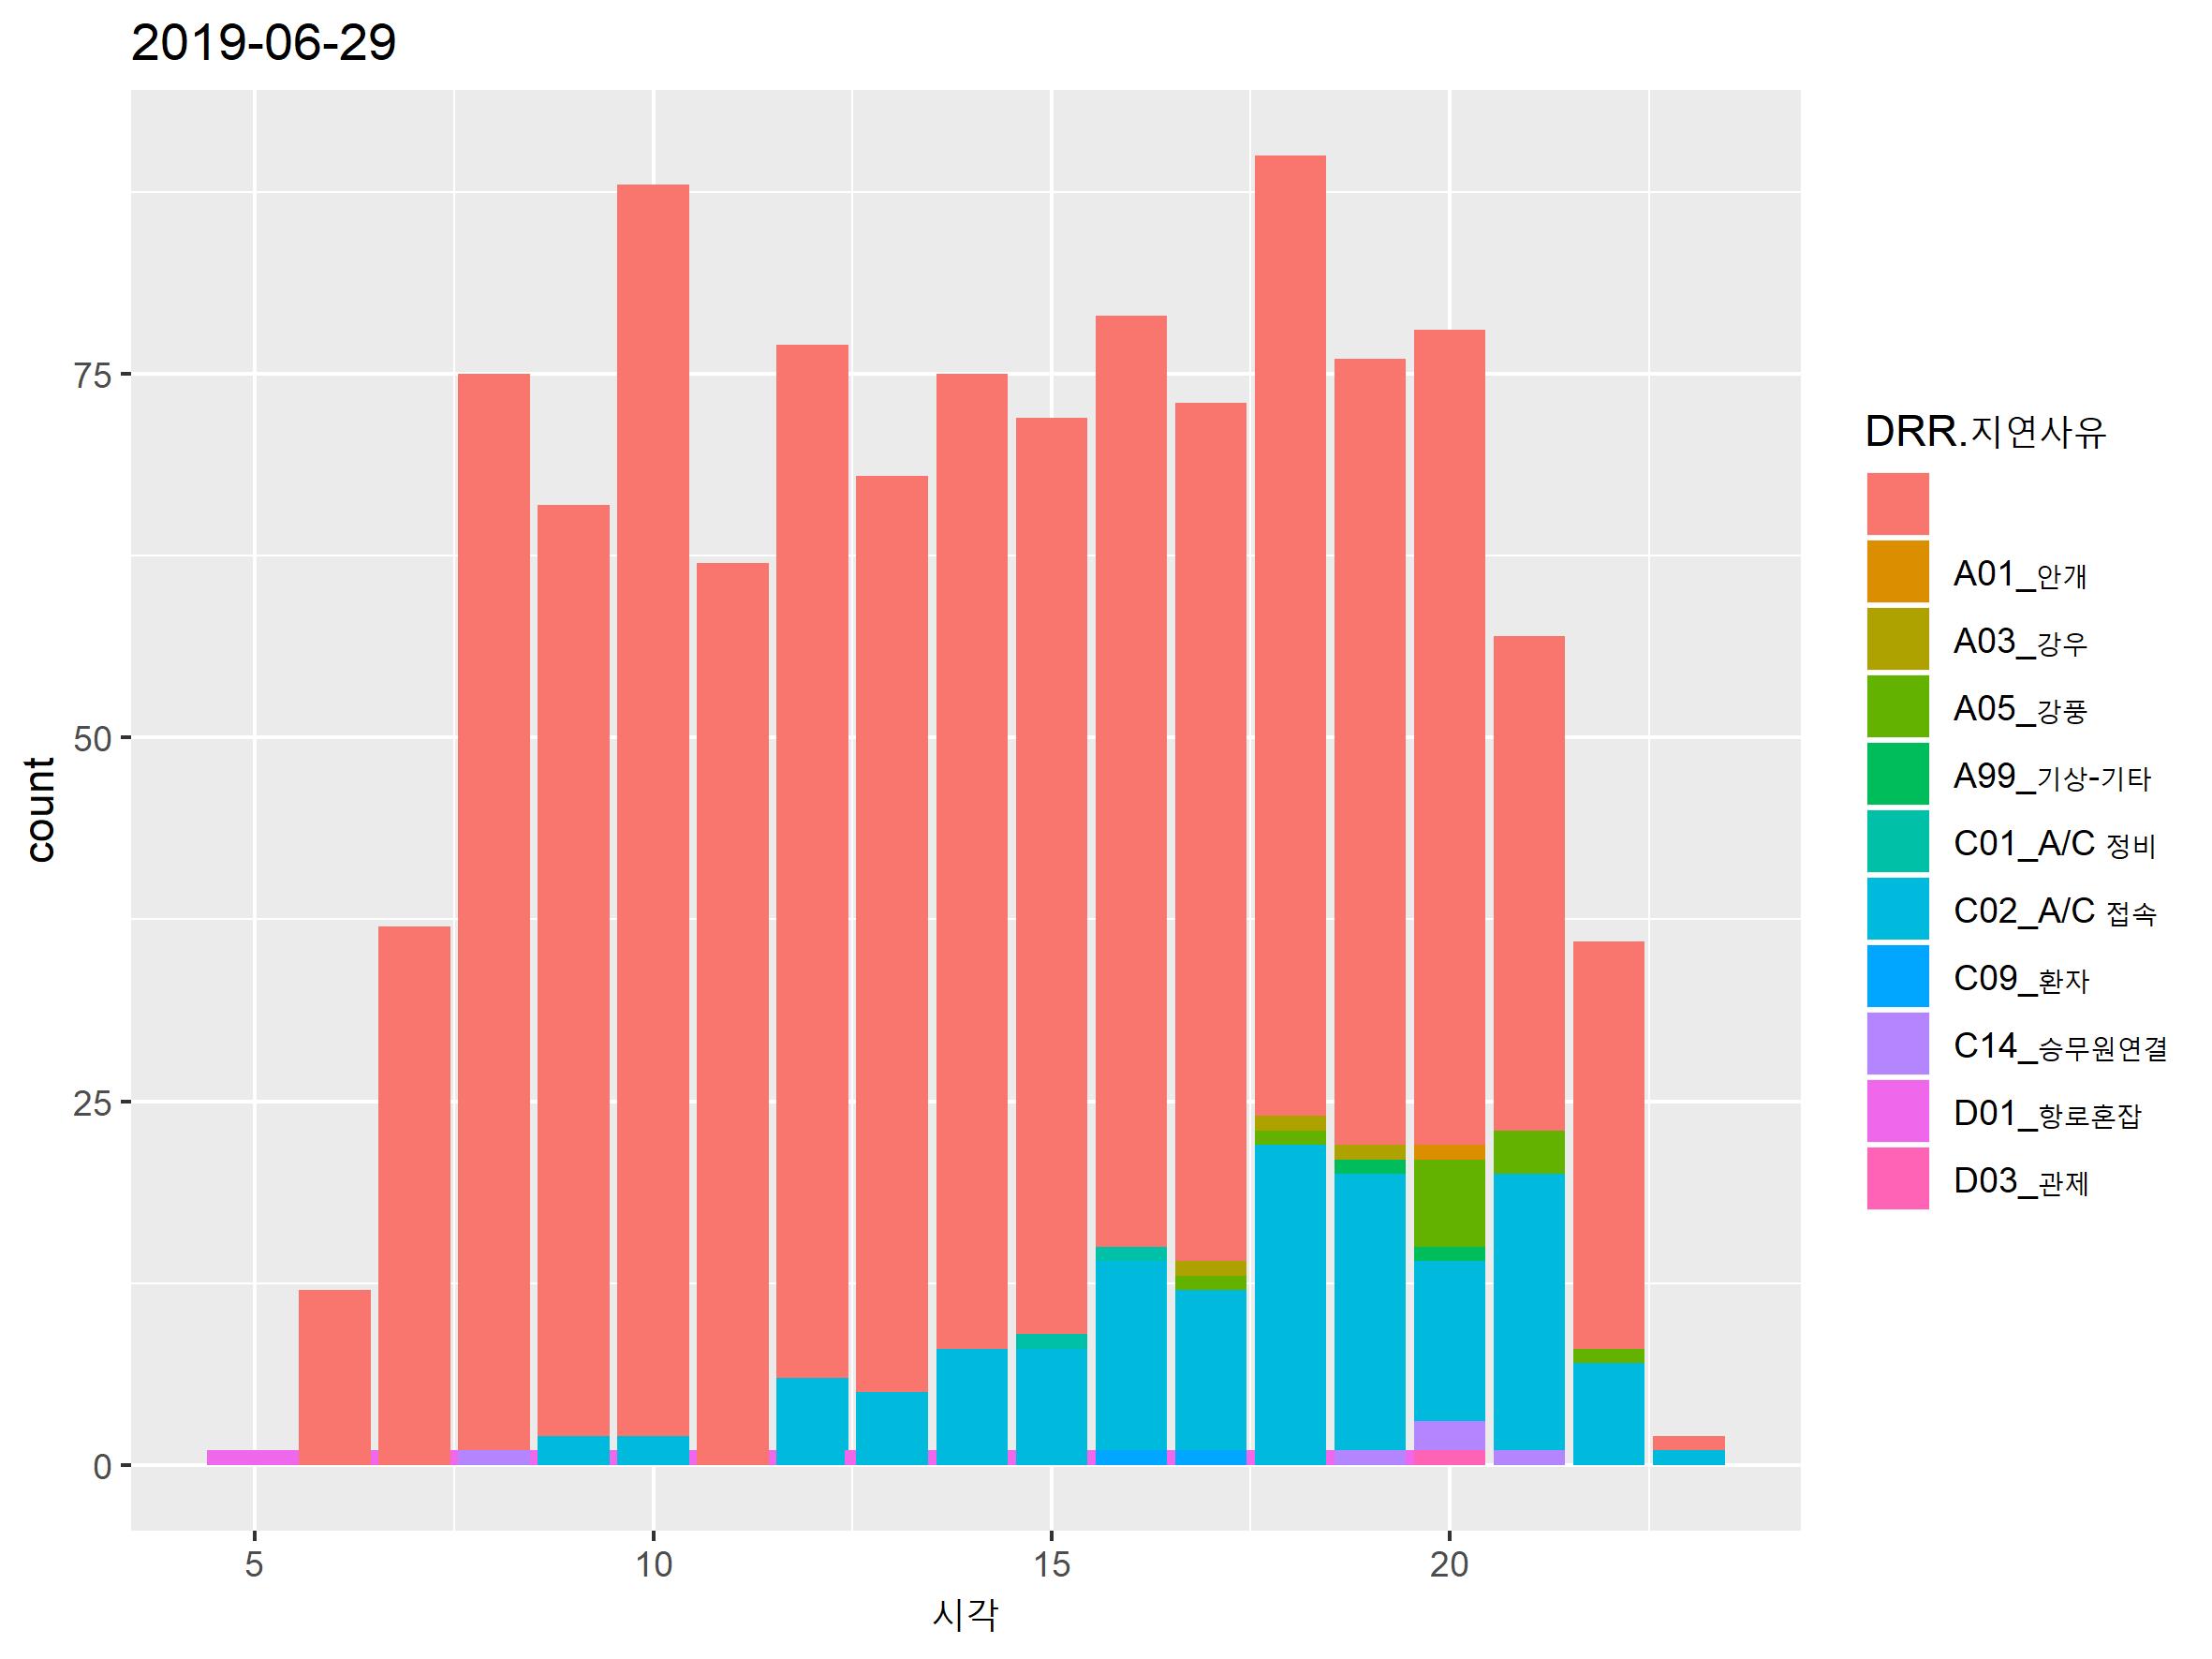 2019-06-29
count
75
50
25
0
5
10
15
20
시각
DRR.지연사유
A01_안개
A03_강우
A05_강풍
A99_기상-기타
C01_A/C 정비
C02_A/C 접속
C09_환자
C14_승무원연결
D01_항로혼잡
D03_관제